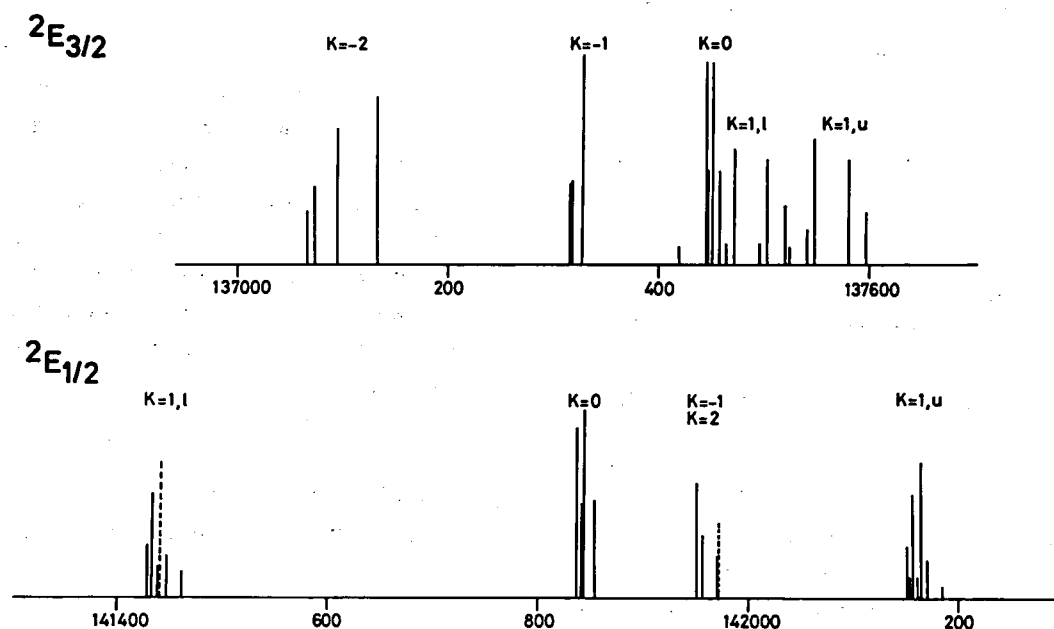 ²E₃/₂
K=-2 K=-1 K=0
K=1,l K=1,u
137000 200 400 137600
²E₁/₂
K=1,l K=0 K=-1 K=1,u
K=2
141400 600 800 142000 200